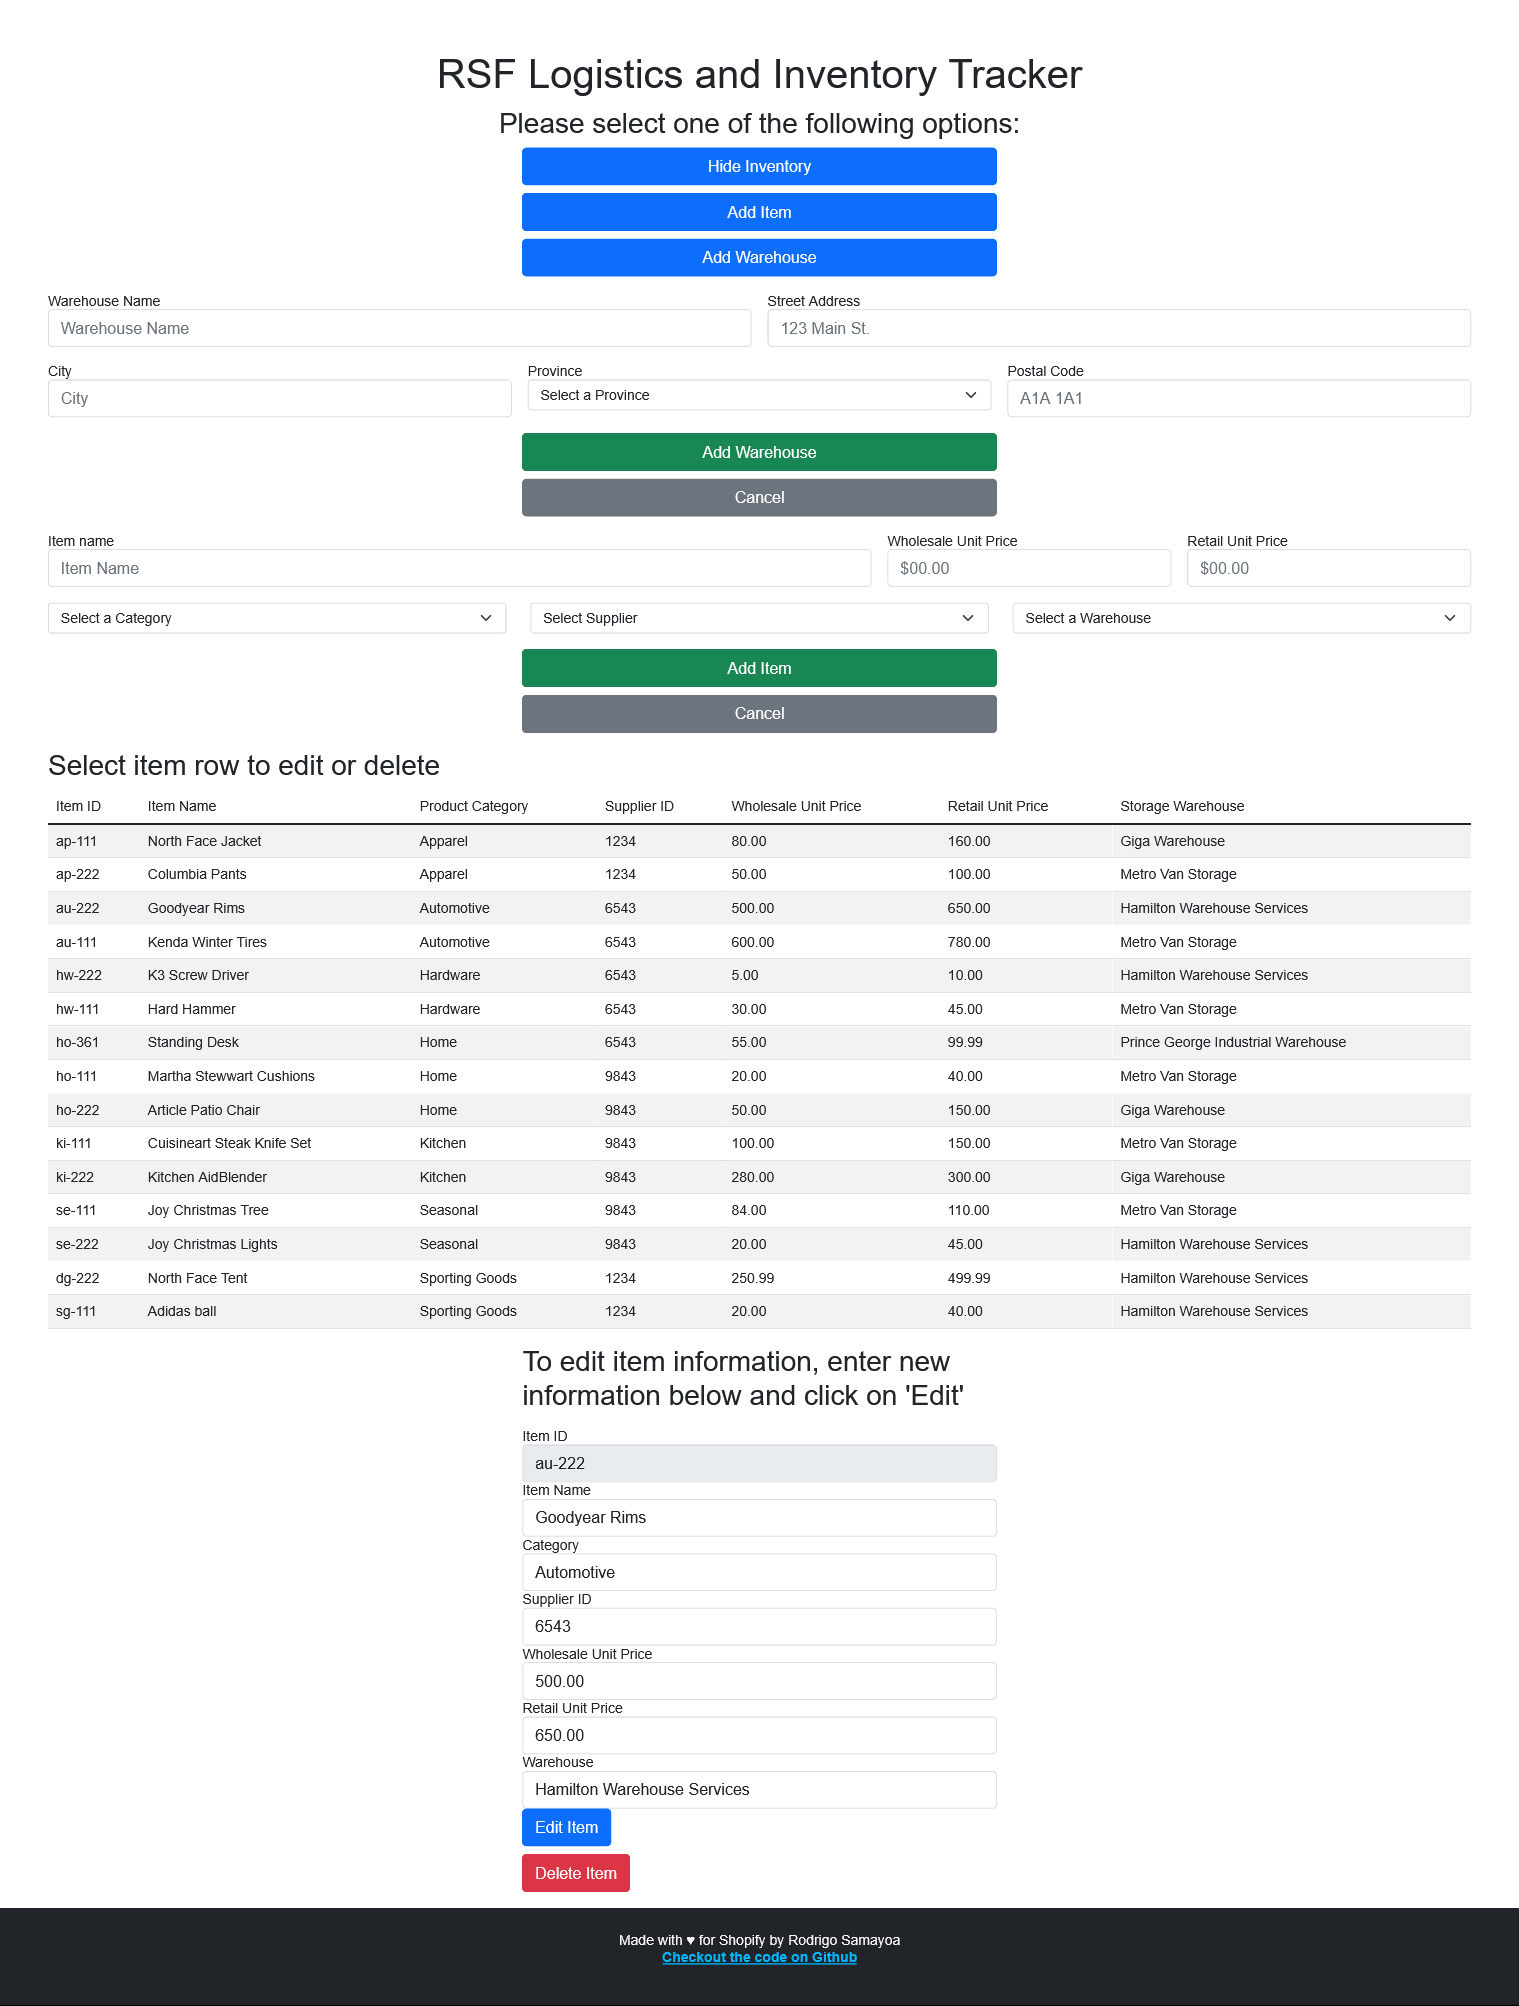 RSF Logistics and Inventory Tracker
Please select one of the following options:
Hide Inventory
Add Item
Add Warehouse
Warehouse Name Street Address
Warehouse Name 123 Main St.
City Province Postal Code
City Select a Province A1A 1A1
Add Warehouse
Cancel
Item name Wholesale Unit Price Retail Unit Price
Item Name $00.00 $00.00
Select a Category Select Supplier Select a Warehouse
Add Item
Cancel
Select item row to edit or delete
Item ID Item Name Product Category Supplier ID Wholesale Unit Price Retail Unit Price Storage Warehouse
ap-111 North Face Jacket Apparel 1234 80.00 160.00 Giga Warehouse
ap-222 Columbia Pants Apparel 1234 50.00 100.00 Metro Van Storage
au-222 Goodyear Rims Automotive 6543 500.00 650.00 Hamilton Warehouse Services
au-111 Kenda Winter Tires Automotive 6543 600.00 780.00 Metro Van Storage
hw-222 K3 Screw Driver Hardware 6543 5.00 10.00 Hamilton Warehouse Services
hw-111 Hard Hammer Hardware 6543 30.00 45.00 Metro Van Storage
ho-361 Standing Desk Home 6543 55.00 99.99 Prince George Industrial Warehouse
ho-111 Martha Stewwart Cushions Home 9843 20.00 40.00 Metro Van Storage
ho-222 Article Patio Chair Home 9843 50.00 150.00 Giga Warehouse
ki-111 Cuisineart Steak Knife Set Kitchen 9843 100.00 150.00 Metro Van Storage
ki-222 Kitchen AidBlender Kitchen 9843 280.00 300.00 Giga Warehouse
se-111 Joy Christmas Tree Seasonal 9843 84.00 110.00 Metro Van Storage
se-222 Joy Christmas Lights Seasonal 9843 20.00 45.00 Hamilton Warehouse Services
dg-222 North Face Tent Sporting Goods 1234 250.99 499.99 Hamilton Warehouse Services
sg-111 Adidas ball Sporting Goods 1234 20.00 40.00 Hamilton Warehouse Services
To edit item information, enter new
information below and click on 'Edit'
Item ID
au-222
Item Name
Goodyear Rims
Category
Automotive
Supplier ID
6543
Wholesale Unit Price
500.00
Retail Unit Price
650.00
Warehouse
Hamilton Warehouse Services
Edit Item
Delete Item
Made with ♥ for Shopify by Rodrigo Samayoa
Checkout the code on Github